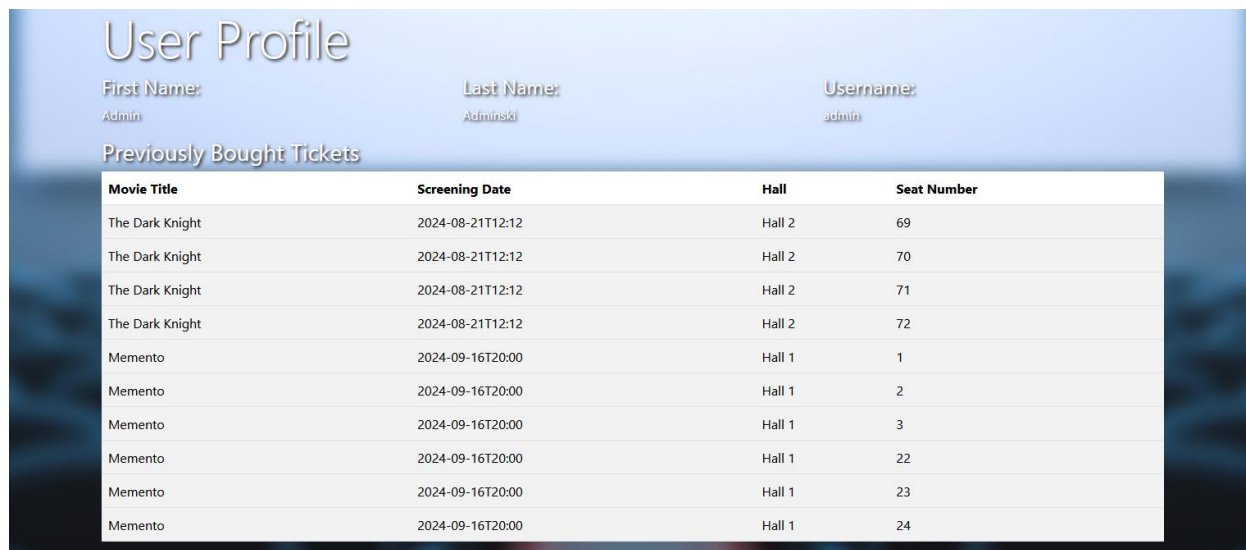 User Profile
First Name: Last Name: Username:
Admin Adminski admin
Previously Bought Tickets
Movie Title Screening Date Hall Seat Number
The Dark Knight 2024-08-21T12:12 Hall 2 69
The Dark Knight 2024-08-21T12:12 Hall 2 70
The Dark Knight 2024-08-21T12:12 Hall 2 71
The Dark Knight 2024-08-21T12:12 Hall 2 72
Memento 2024-09-16T20:00 Hall 1 1
Memento 2024-09-16T20:00 Hall 1 2
Memento 2024-09-16T20:00 Hall 1 3
Memento 2024-09-16T20:00 Hall 1 22
Memento 2024-09-16T20:00 Hall 1 23
Memento 2024-09-16T20:00 Hall 1 24